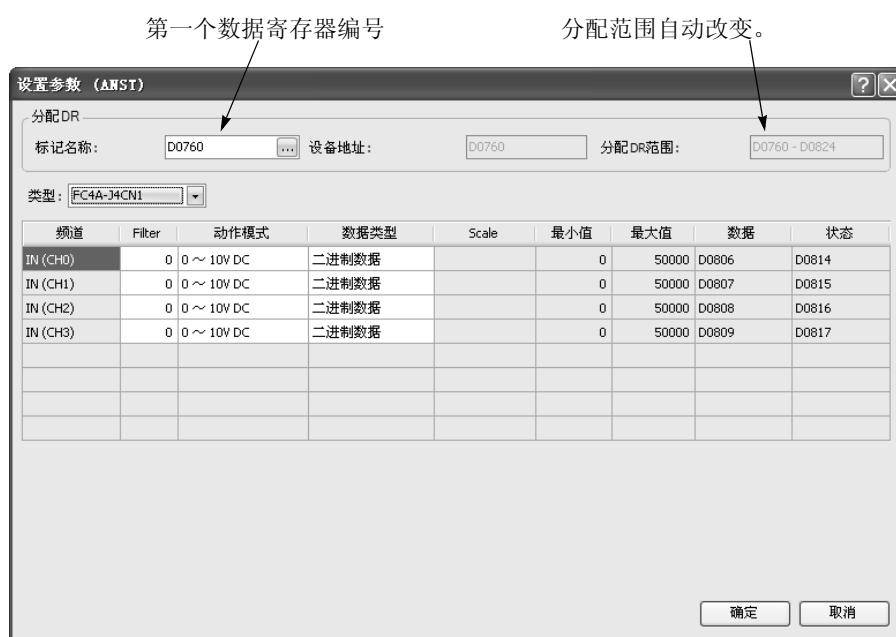 第一个数据寄存器编号 分配范围自动改变。
设置参数 (ANST)
分配DR
标记名称: D0760 ... 设备地址: D0760 分配DR范围: D0760 - D0824
类型: FC4A-J4CN1
频道 Filter 动作模式 数据类型 Scale 最小值 最大值 数据 状态
IN (CH0) 0 0 ～ 10V DC 二进制数据 0 50000 D0806 D0814
IN (CH1) 0 0 ～ 10V DC 二进制数据 0 50000 D0807 D0815
IN (CH2) 0 0 ～ 10V DC 二进制数据 0 50000 D0808 D0816
IN (CH3) 0 0 ～ 10V DC 二进制数据 0 50000 D0809 D0817
确定 取消